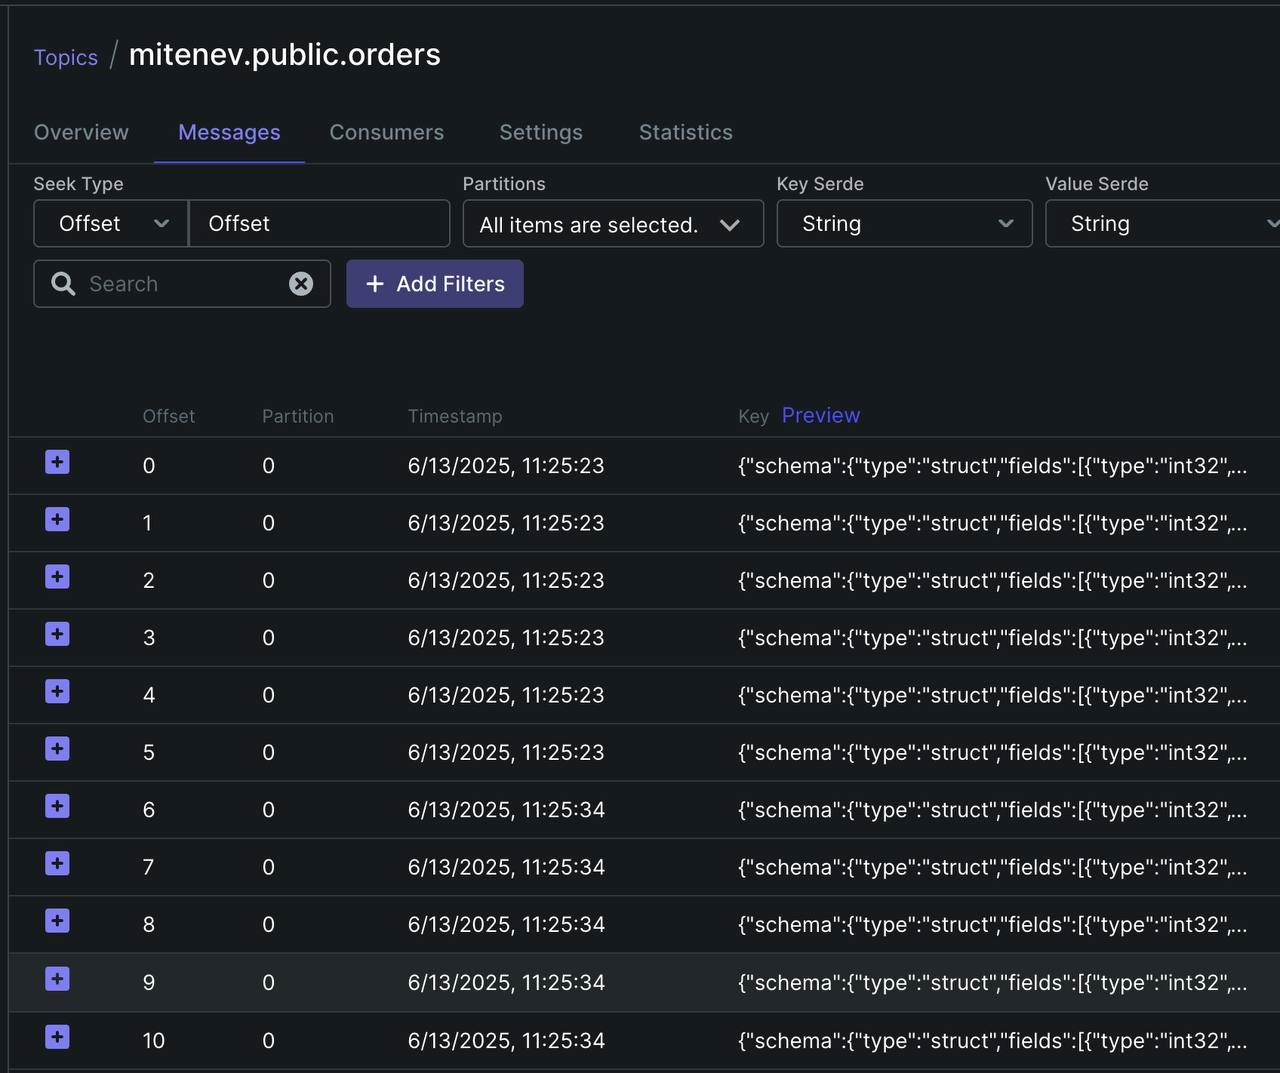 Topics / mitenev.public.orders
Overview Messages Consumers Settings Statistics
Seek Type Partitions Key Serde Value Serde
Offset Offset All items are selected. String String
Search + Add Filters
Offset Partition Timestamp Key Preview
0 0 6/13/2025, 11:25:23 {"schema":{"type":"struct","fields":[{"type":"int32",...
1 0 6/13/2025, 11:25:23 {"schema":{"type":"struct","fields":[{"type":"int32",...
2 0 6/13/2025, 11:25:23 {"schema":{"type":"struct","fields":[{"type":"int32",...
3 0 6/13/2025, 11:25:23 {"schema":{"type":"struct","fields":[{"type":"int32",...
4 0 6/13/2025, 11:25:23 {"schema":{"type":"struct","fields":[{"type":"int32",...
5 0 6/13/2025, 11:25:23 {"schema":{"type":"struct","fields":[{"type":"int32",...
6 0 6/13/2025, 11:25:34 {"schema":{"type":"struct","fields":[{"type":"int32",...
7 0 6/13/2025, 11:25:34 {"schema":{"type":"struct","fields":[{"type":"int32",...
8 0 6/13/2025, 11:25:34 {"schema":{"type":"struct","fields":[{"type":"int32",...
9 0 6/13/2025, 11:25:34 {"schema":{"type":"struct","fields":[{"type":"int32",...
10 0 6/13/2025, 11:25:34 {"schema":{"type":"struct","fields":[{"type":"int32",...